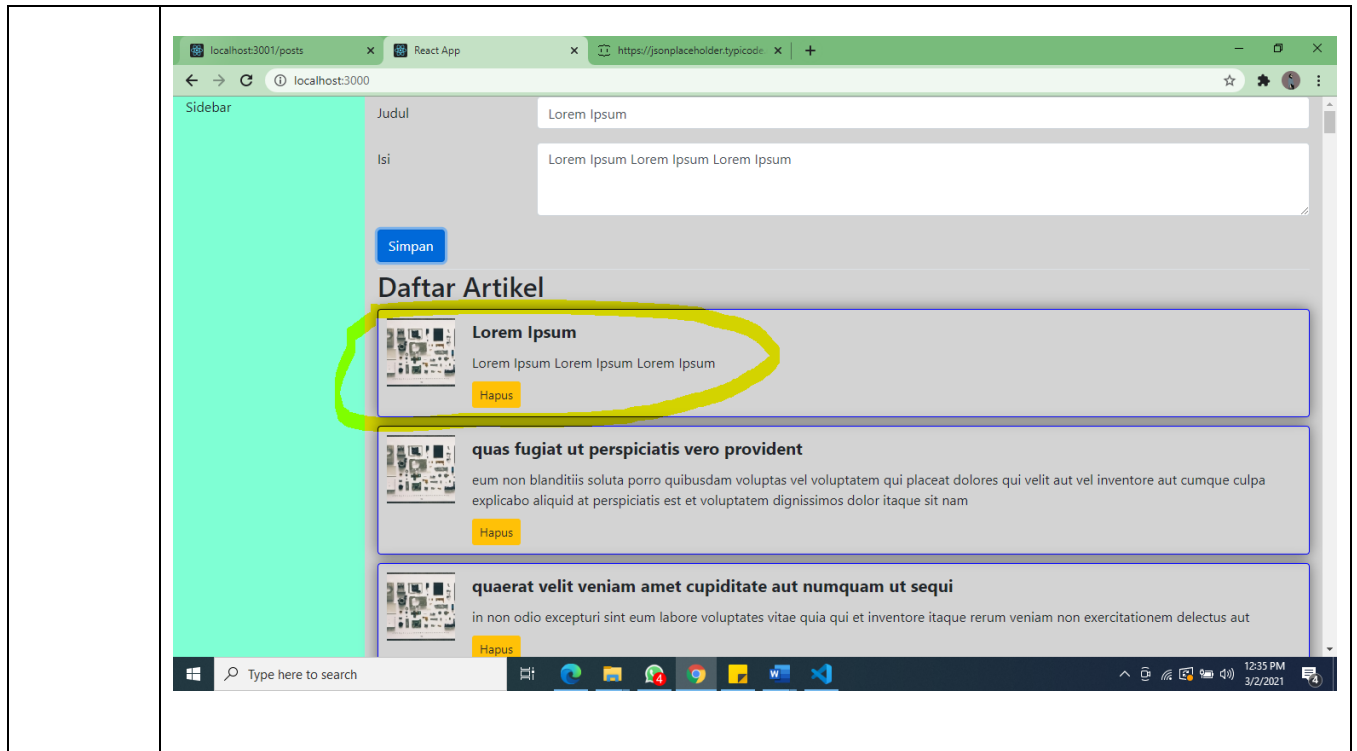 localhost:3001/posts
React App
https://jsonplaceholder.typicode.
localhost:3000
Sidebar
Judul
Lorem Ipsum
Isi
Lorem Ipsum Lorem Ipsum Lorem Ipsum
Simpan
Daftar Artikel
Lorem Ipsum
Lorem Ipsum Lorem Ipsum Lorem Ipsum
Hapus
quas fugiat ut perspiciatis vero provident
eum non blanditiis soluta porro quibusdam voluptas vel voluptatem qui placeat dolores qui velit aut vel inventore aut cumque culpa
explicabo aliquid at perspiciatis est et voluptatem dignissimos dolor itaque sit nam
Hapus
quaerat velit veniam amet cupiditate aut numquam ut sequi
in non odio excepturi sint eum labore voluptates vitae quia qui et inventore itaque rerum veniam non exercitationem delectus aut
Hapus
Type here to search
4
12:35 PM
3/2/2021
4